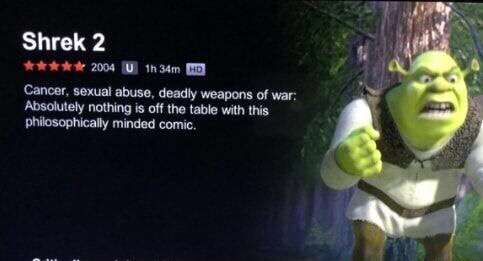 Shrek 2
★★★★★ 2004 U 1h 34m HD
Cancer, sexual abuse, deadly weapons of war:
Absolutely nothing is off the table with this
philosophically minded comic.